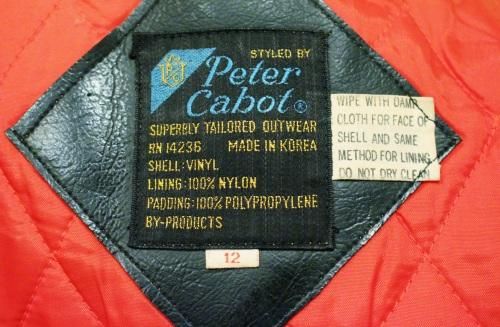 STYLED BY
Peter
Cabot®
SUPERBLY TAILORED OUTWEAR
RN 14236 MADE IN KOREA
SHELL: VINYL
LINING: 100% NYLON
PADDING: 100% POLYPROPYLENE
BY-PRODUCTS
12
WIPE WITH DAMP
CLOTH FOR FACE OF
SHELL AND SAME
METHOD FOR LINING
DO NOT DRY CLEAN